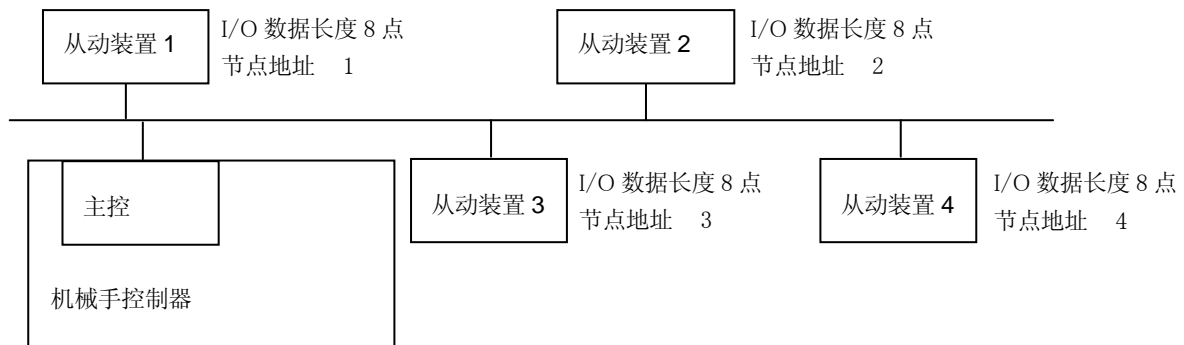 从动装置 1
I/O 数据长度 8 点
节点地址 1
从动装置 2
I/O 数据长度 8 点
节点地址 2
主控
机械手控制器
从动装置 3
I/O 数据长度 8 点
节点地址 3
从动装置 4
I/O 数据长度 8 点
节点地址 4